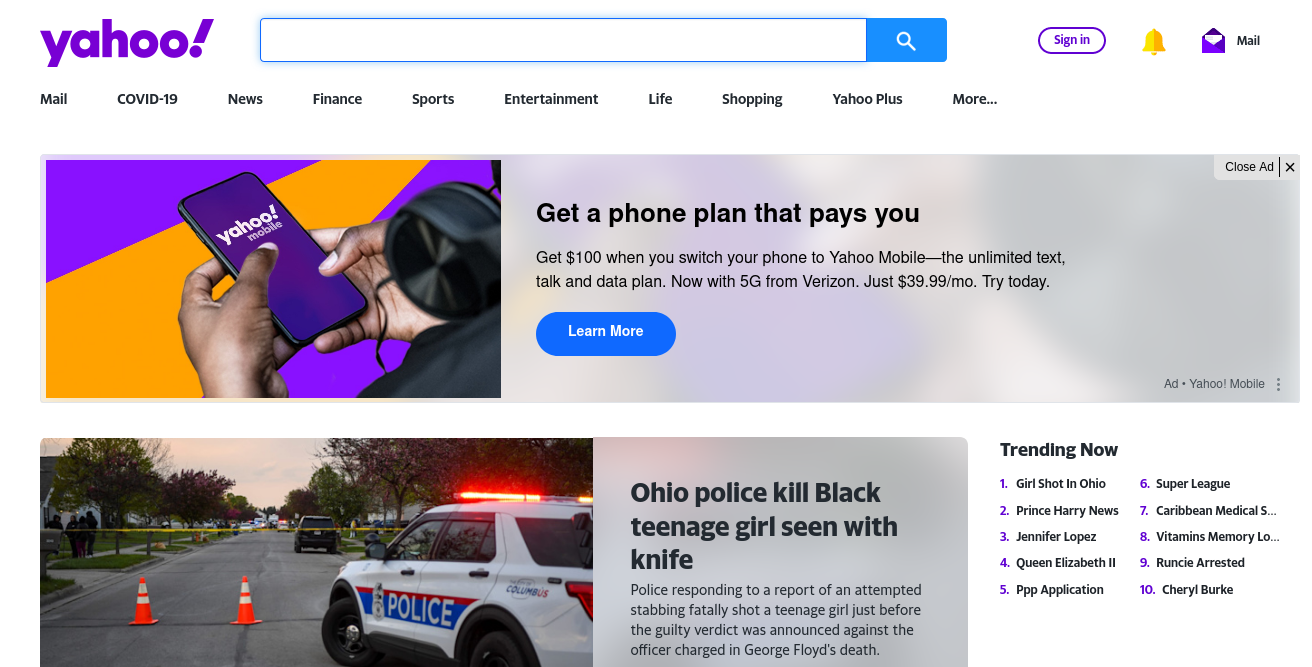 yahoo!
Sign in
Mail
Mail COVID-19 News Finance Sports Entertainment Life Shopping Yahoo Plus More...
Close Ad ✕
yahoo!
mobile
Get a phone plan that pays you
Get $100 when you switch your phone to Yahoo Mobile—the unlimited text,
talk and data plan. Now with 5G from Verizon. Just $39.99/mo. Try today.
Learn More
Ad • Yahoo! Mobile
POLICE
COLUMBUS
Ohio police kill Black
teenage girl seen with
knife
Police responding to a report of an attempted
stabbing fatally shot a teenage girl just before
the guilty verdict was announced against the
officer charged in George Floyd's death.
Trending Now
1. Girl Shot In Ohio
2. Prince Harry News
3. Jennifer Lopez
4. Queen Elizabeth II
5. Ppp Application
6. Super League
7. Caribbean Medical S...
8. Vitamins Memory Lo...
9. Runcie Arrested
10. Cheryl Burke